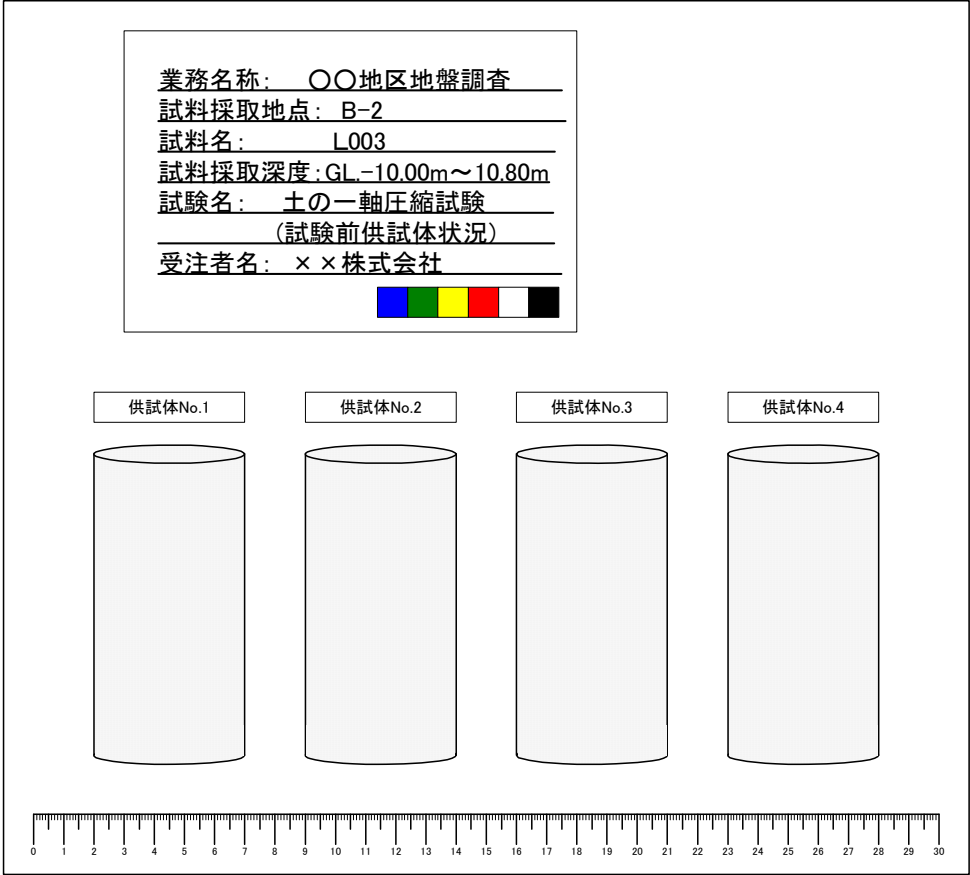 業務名称: 〇〇地区地盤調査
試料採取地点: B-2
試料名: L003
試料採取深度:GL.-10.00m～10.80m
試験名: 土の一軸圧縮試験
(試験前供試体状況)
受注者名: ××株式会社
供試体No.1 供試体No.2 供試体No.3 供試体No.4
0 1 2 3 4 5 6 7 8 9 10 11 12 13 14 15 16 17 18 19 20 21 22 23 24 25 26 27 28 29 30